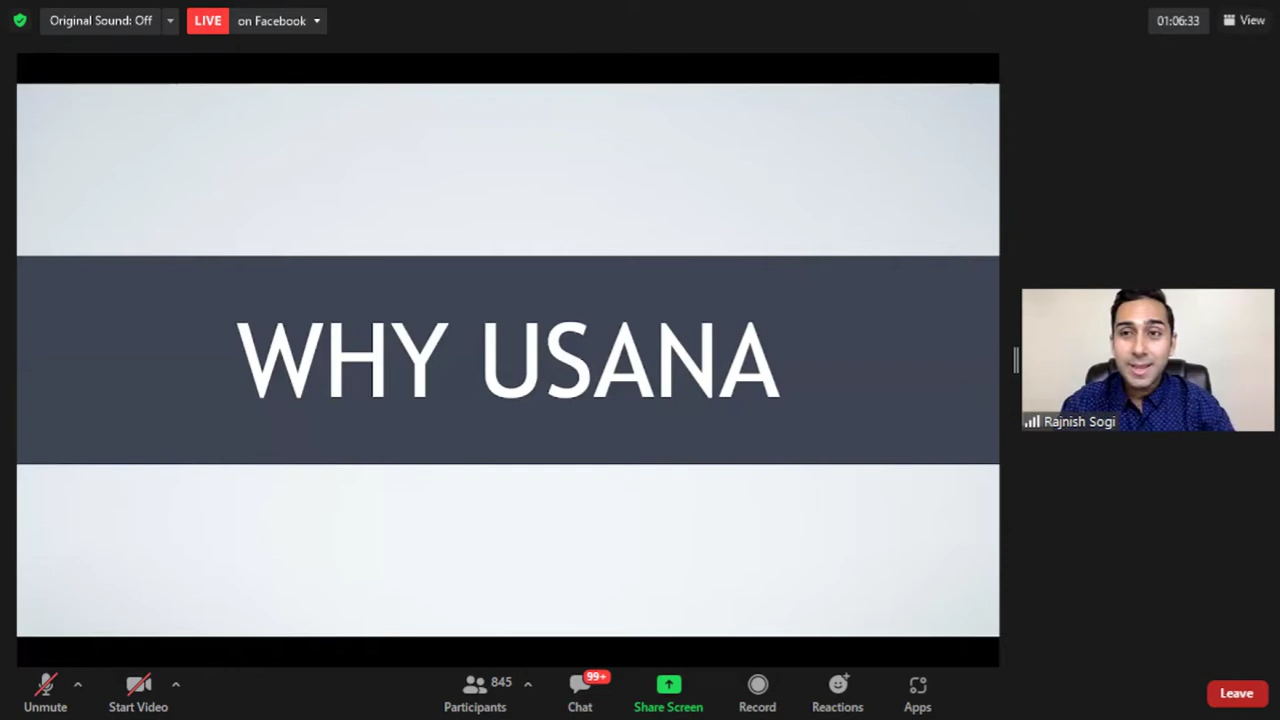 Original Sound: Off
LIVE on Facebook
01:06:33
View
WHY USANA
Rajnish Sogi
845
99+
Unmute
Start Video
Participants
Chat
Share Screen
Record
Reactions
Apps
Leave